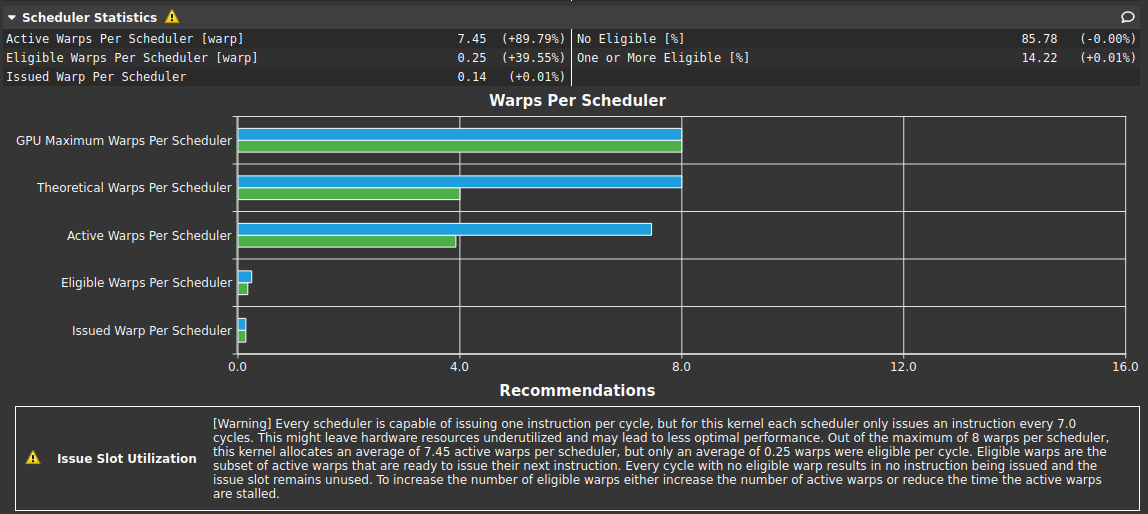 Scheduler Statistics
Active Warps Per Scheduler [warp] 7.45 (+89.79%) No Eligible [%] 85.78 (-0.00%)
Eligible Warps Per Scheduler [warp] 0.25 (+39.55%) One or More Eligible [%] 14.22 (+0.01%)
Issued Warp Per Scheduler 0.14 (+0.01%)
Warps Per Scheduler
GPU Maximum Warps Per Scheduler
Theoretical Warps Per Scheduler
Active Warps Per Scheduler
Eligible Warps Per Scheduler
Issued Warp Per Scheduler
0.0 4.0 8.0 12.0 16.0
Recommendations
Issue Slot Utilization
[Warning] Every scheduler is capable of issuing one instruction per cycle, but for this kernel each scheduler only issues an instruction every 7.0
cycles. This might leave hardware resources underutilized and may lead to less optimal performance. Out of the maximum of 8 warps per scheduler,
this kernel allocates an average of 7.45 active warps per scheduler, but only an average of 0.25 warps were eligible per cycle. Eligible warps are the
subset of active warps that are ready to issue their next instruction. Every cycle with no eligible warp results in no instruction being issued and the
issue slot remains unused. To increase the number of eligible warps either increase the number of active warps or reduce the time the active warps
are stalled.